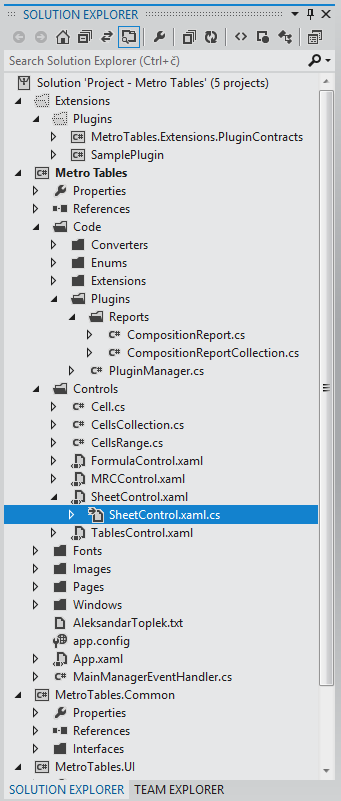 SOLUTION EXPLORER
Search Solution Explorer (Ctrl+č)
Solution 'Project - Metro Tables' (5 projects)
Extensions
Plugins
MetroTables.Extensions.PluginContracts
SamplePlugin
Metro Tables
Properties
References
Code
Converters
Enums
Extensions
Plugins
Reports
CompositionReport.cs
CompositionReportCollection.cs
PluginManager.cs
Controls
Cell.cs
CellsCollection.cs
CellsRange.cs
FormulaControl.xaml
MRCControl.xaml
SheetControl.xaml
SheetControl.xaml.cs
TablesControl.xaml
Fonts
Images
Pages
Windows
AleksandarToplek.txt
app.config
App.xaml
MainManagerEventHandler.cs
MetroTables.Common
Properties
References
Interfaces
MetroTables.UI
SOLUTION EXPLORER TEAM EXPLORER